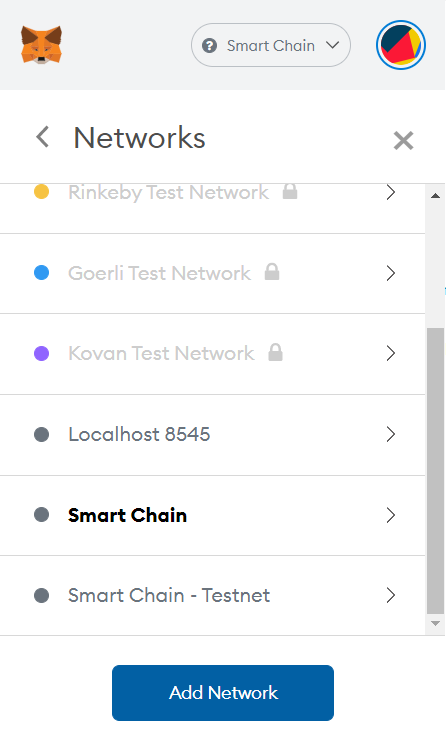 Smart Chain
Networks
Rinkeby Test Network
Goerli Test Network
Kovan Test Network
Localhost 8545
Smart Chain
Smart Chain - Testnet
Add Network